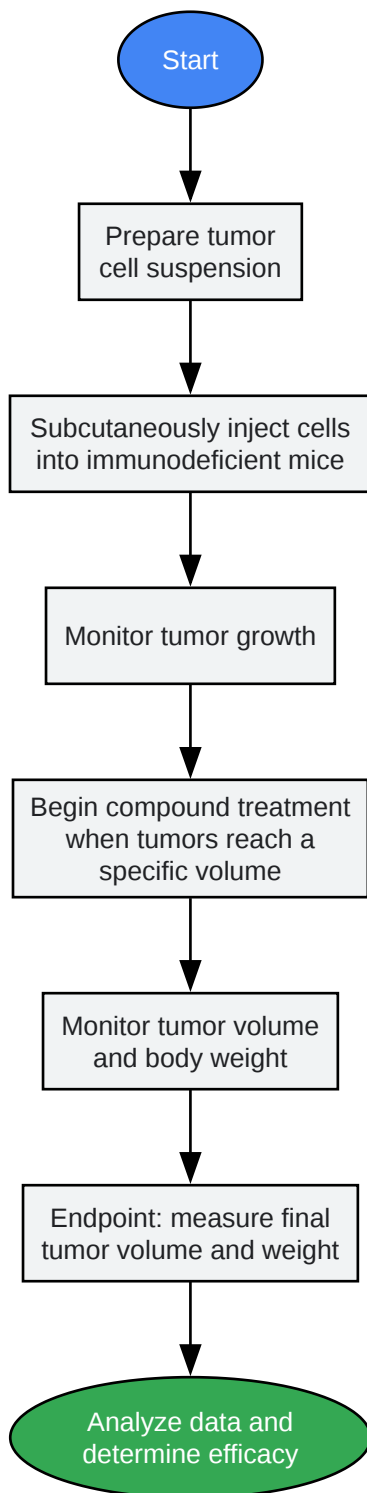 Start
Prepare tumor
cell suspension
Subcutaneously inject cells
into immunodeficient mice
Monitor tumor growth
Begin compound treatment
when tumors reach a
specific volume
Monitor tumor volume
and body weight
Endpoint: measure final
tumor volume and weight
Analyze data and
determine efficacy